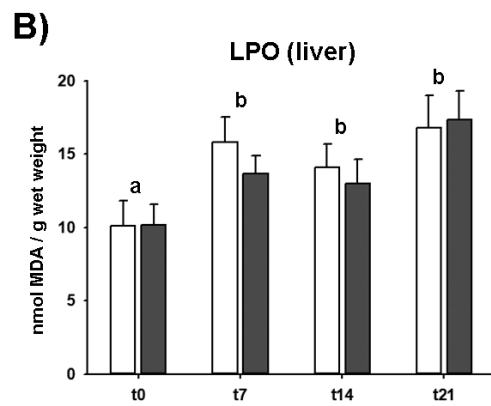 B)
LPO (liver)
nmol MDA / g wet weight
20
15
10
5
0
a
b
b
b
t0
t7
t14
t21